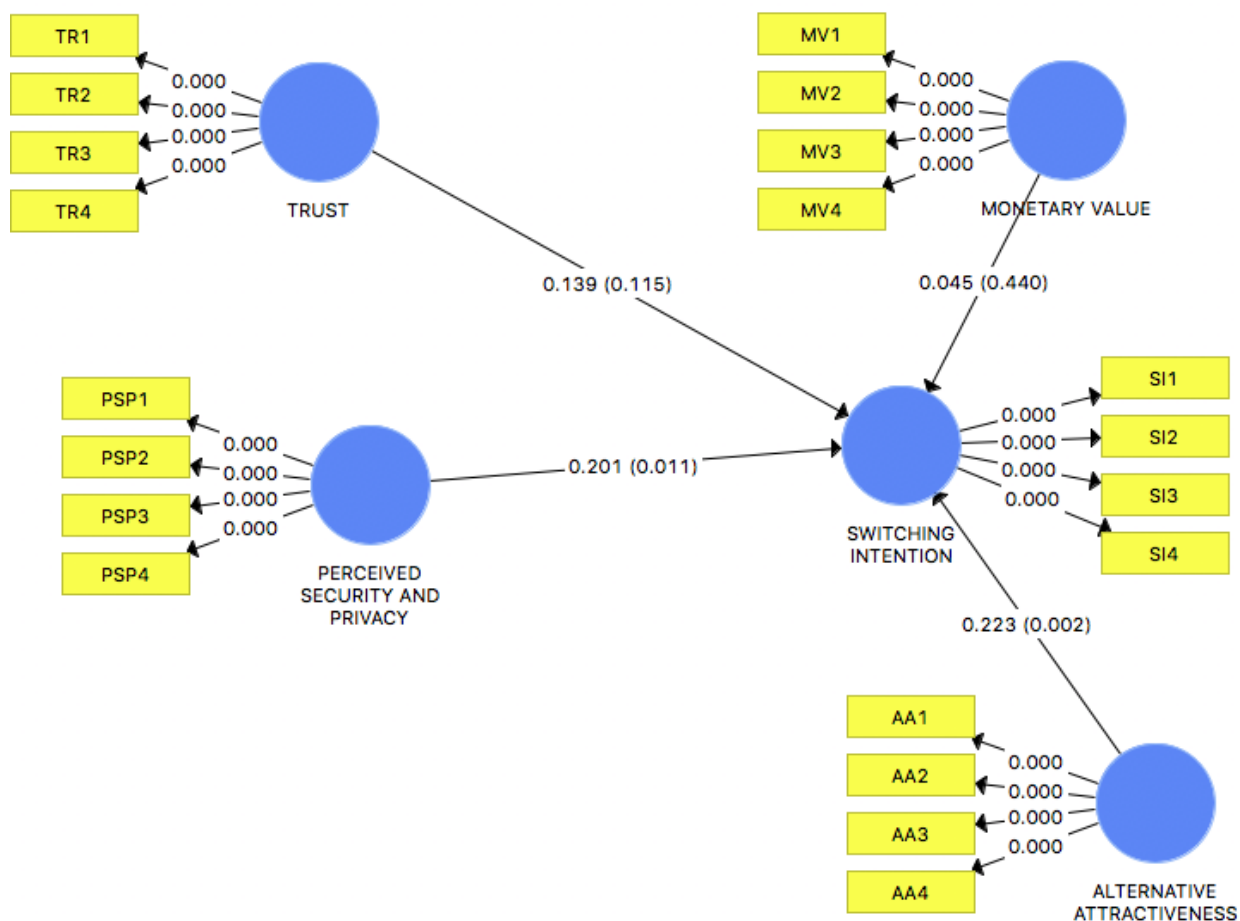 TR1
0.000
TR2
0.000
0.000
TR3
0.000
TR4
TRUST
MV1
0.000
MV2
0.000
0.000
MV3
0.000
MV4
MONETARY VALUE
0.139 (0.115)
0.045 (0.440)
PSP1
0.000
PSP2
0.000
0.000
PSP3
0.000
PSP4
PERCEIVED
SECURITY AND
PRIVACY
0.201 (0.011)
SWITCHING
INTENTION
SI1
0.000
SI2
0.000
0.000
SI3
0.000
SI4
0.223 (0.002)
AA1
0.000
AA2
0.000
0.000
AA3
0.000
AA4
ALTERNATIVE
ATTRACTIVENESS